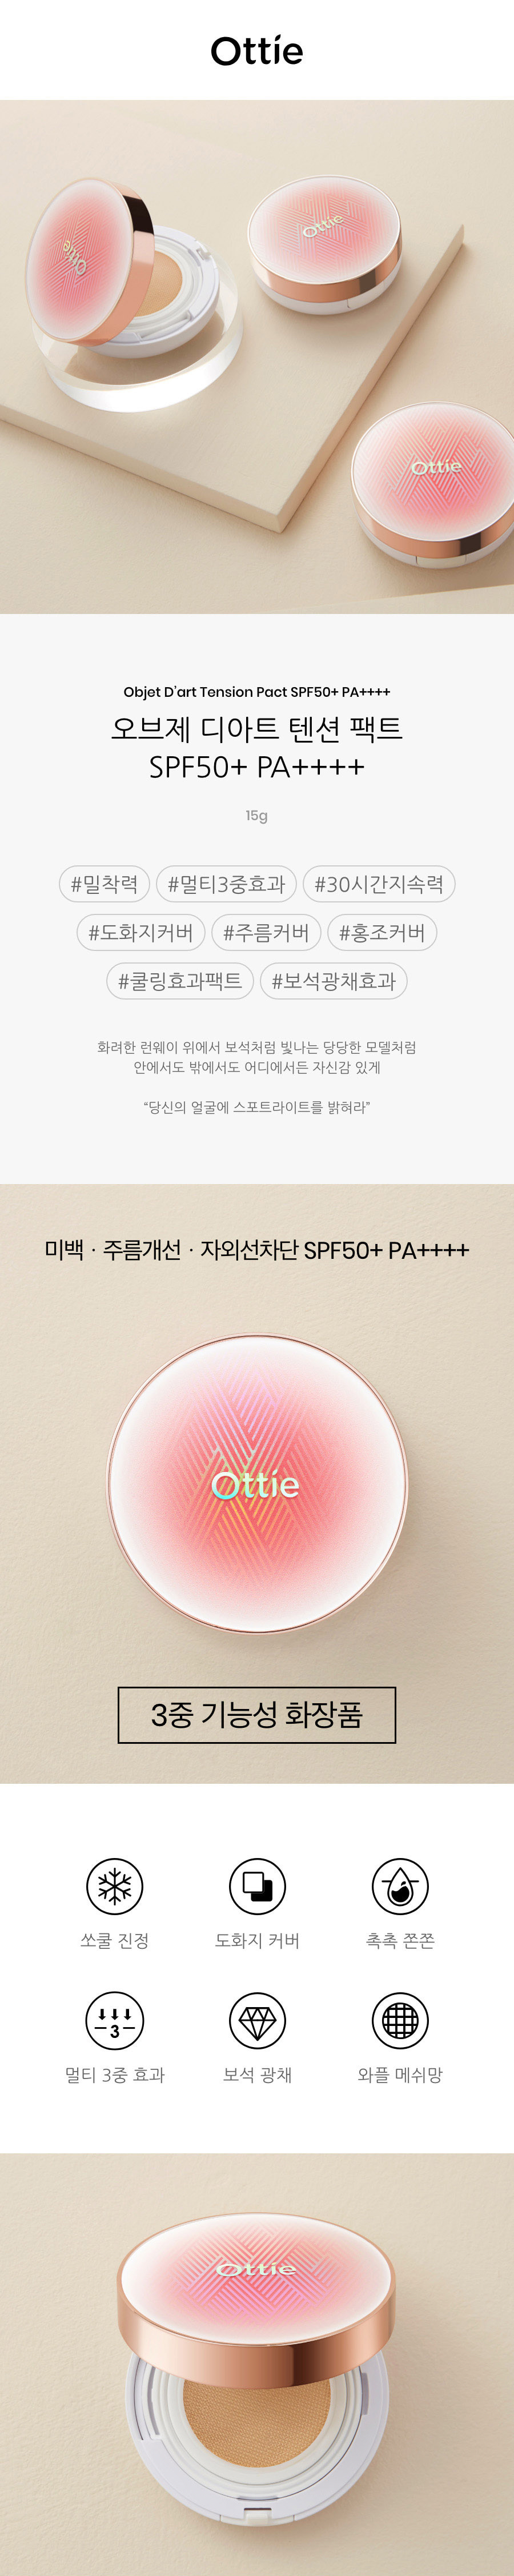 Ottie
Ottie
Ottie
Ottie
Objet D'art Tension Pact SPF50+ PA++++
오브제 디아트 텐션 팩트
SPF50+ PA++++
15g
#밀착력 #멀티3중효과 #30시간지속력
#도화지커버 #주름커버 #홍조커버
#쿨링효과팩트 #보석광채효과
화려한 런웨이 위에서 보석처럼 빛나는 당당한 모델처럼
안에서도 밖에서도 어디에서든 자신감 있게
“당신의 얼굴에 스포트라이트를 밝혀라”
미백 · 주름개선 · 자외선차단 SPF50+ PA++++
Ottie
3중 기능성 화장품
쏘쿨 진정 도화지 커버 촉촉 쫀쫀
3
멀티 3중 효과 보석 광채 와플 메쉬망
Ottie